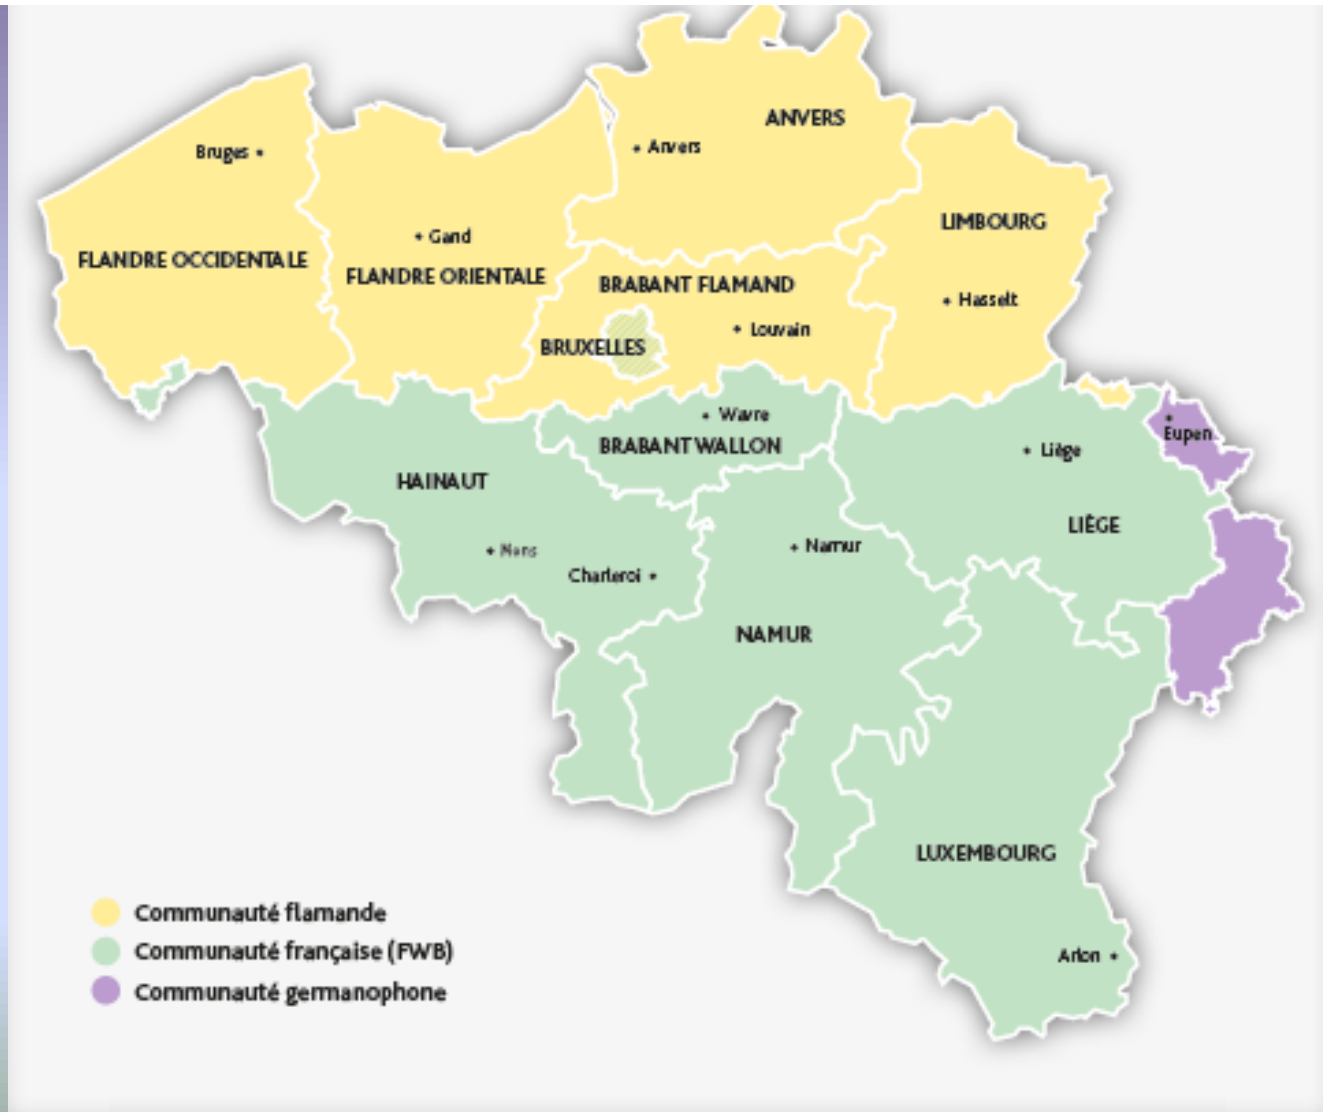 ANVERS
Anvers
Bruges
LIMBOURG
Gand
FLANDRE OCCIDENTALE
FLANDRE ORIENTALE
BRABANT FLAMAND
Hasselt
Louvain
BRUXELLES
Wavre
Eupen
BRABANT WALLON
Liège
HAINAUT
LIÈGE
Mons
Namur
Charleroi
NAMUR
LUXEMBOURG
Arlon
Communauté flamande
Communauté française (FWB)
Communauté germanophone